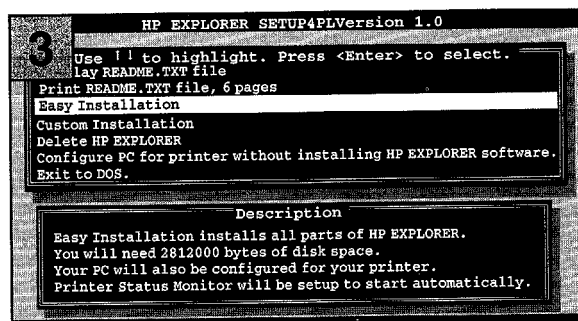 HP EXPLORER SETUP4PLVersion 1.0
3
Use ↑↓ to highlight. Press <Enter> to select.
lay README.TXT file
Print README.TXT file, 6 pages
Easy Installation
Custom Installation
Delete HP EXPLORER
Configure PC for printer without installing HP EXPLORER software.
Exit to DOS.
Description
Easy Installation installs all parts of HP EXPLORER.
You will need 2812000 bytes of disk space.
Your PC will also be configured for your printer.
Printer Status Monitor will be setup to start automatically.